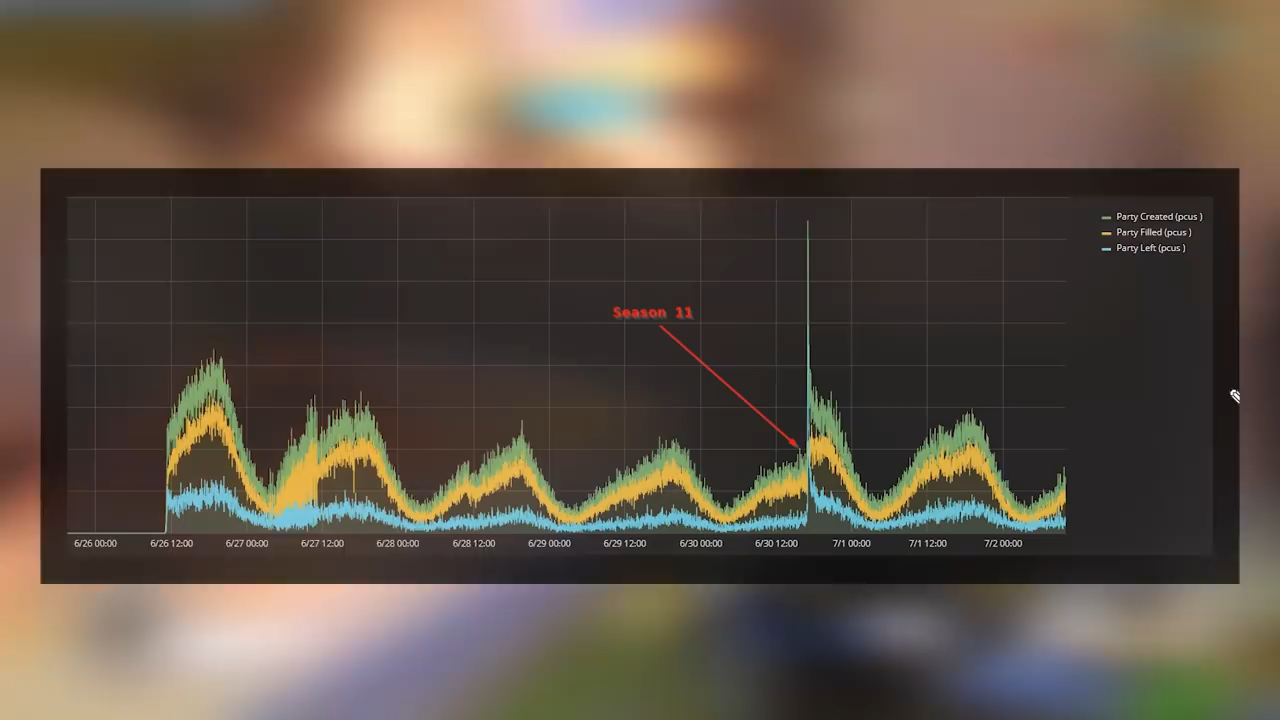 Party Created (pcus )
Party Filled (pcus )
Party Left (pcus )
Season 11
6/26 00:00 6/26 12:00 6/27 00:00 6/27 12:00 6/28 00:00 6/28 12:00 6/29 00:00 6/29 12:00 6/30 00:00 6/30 12:00 7/1 00:00 7/1 12:00 7/2 00:00